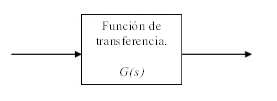 Función de
transferencia.
G(s)